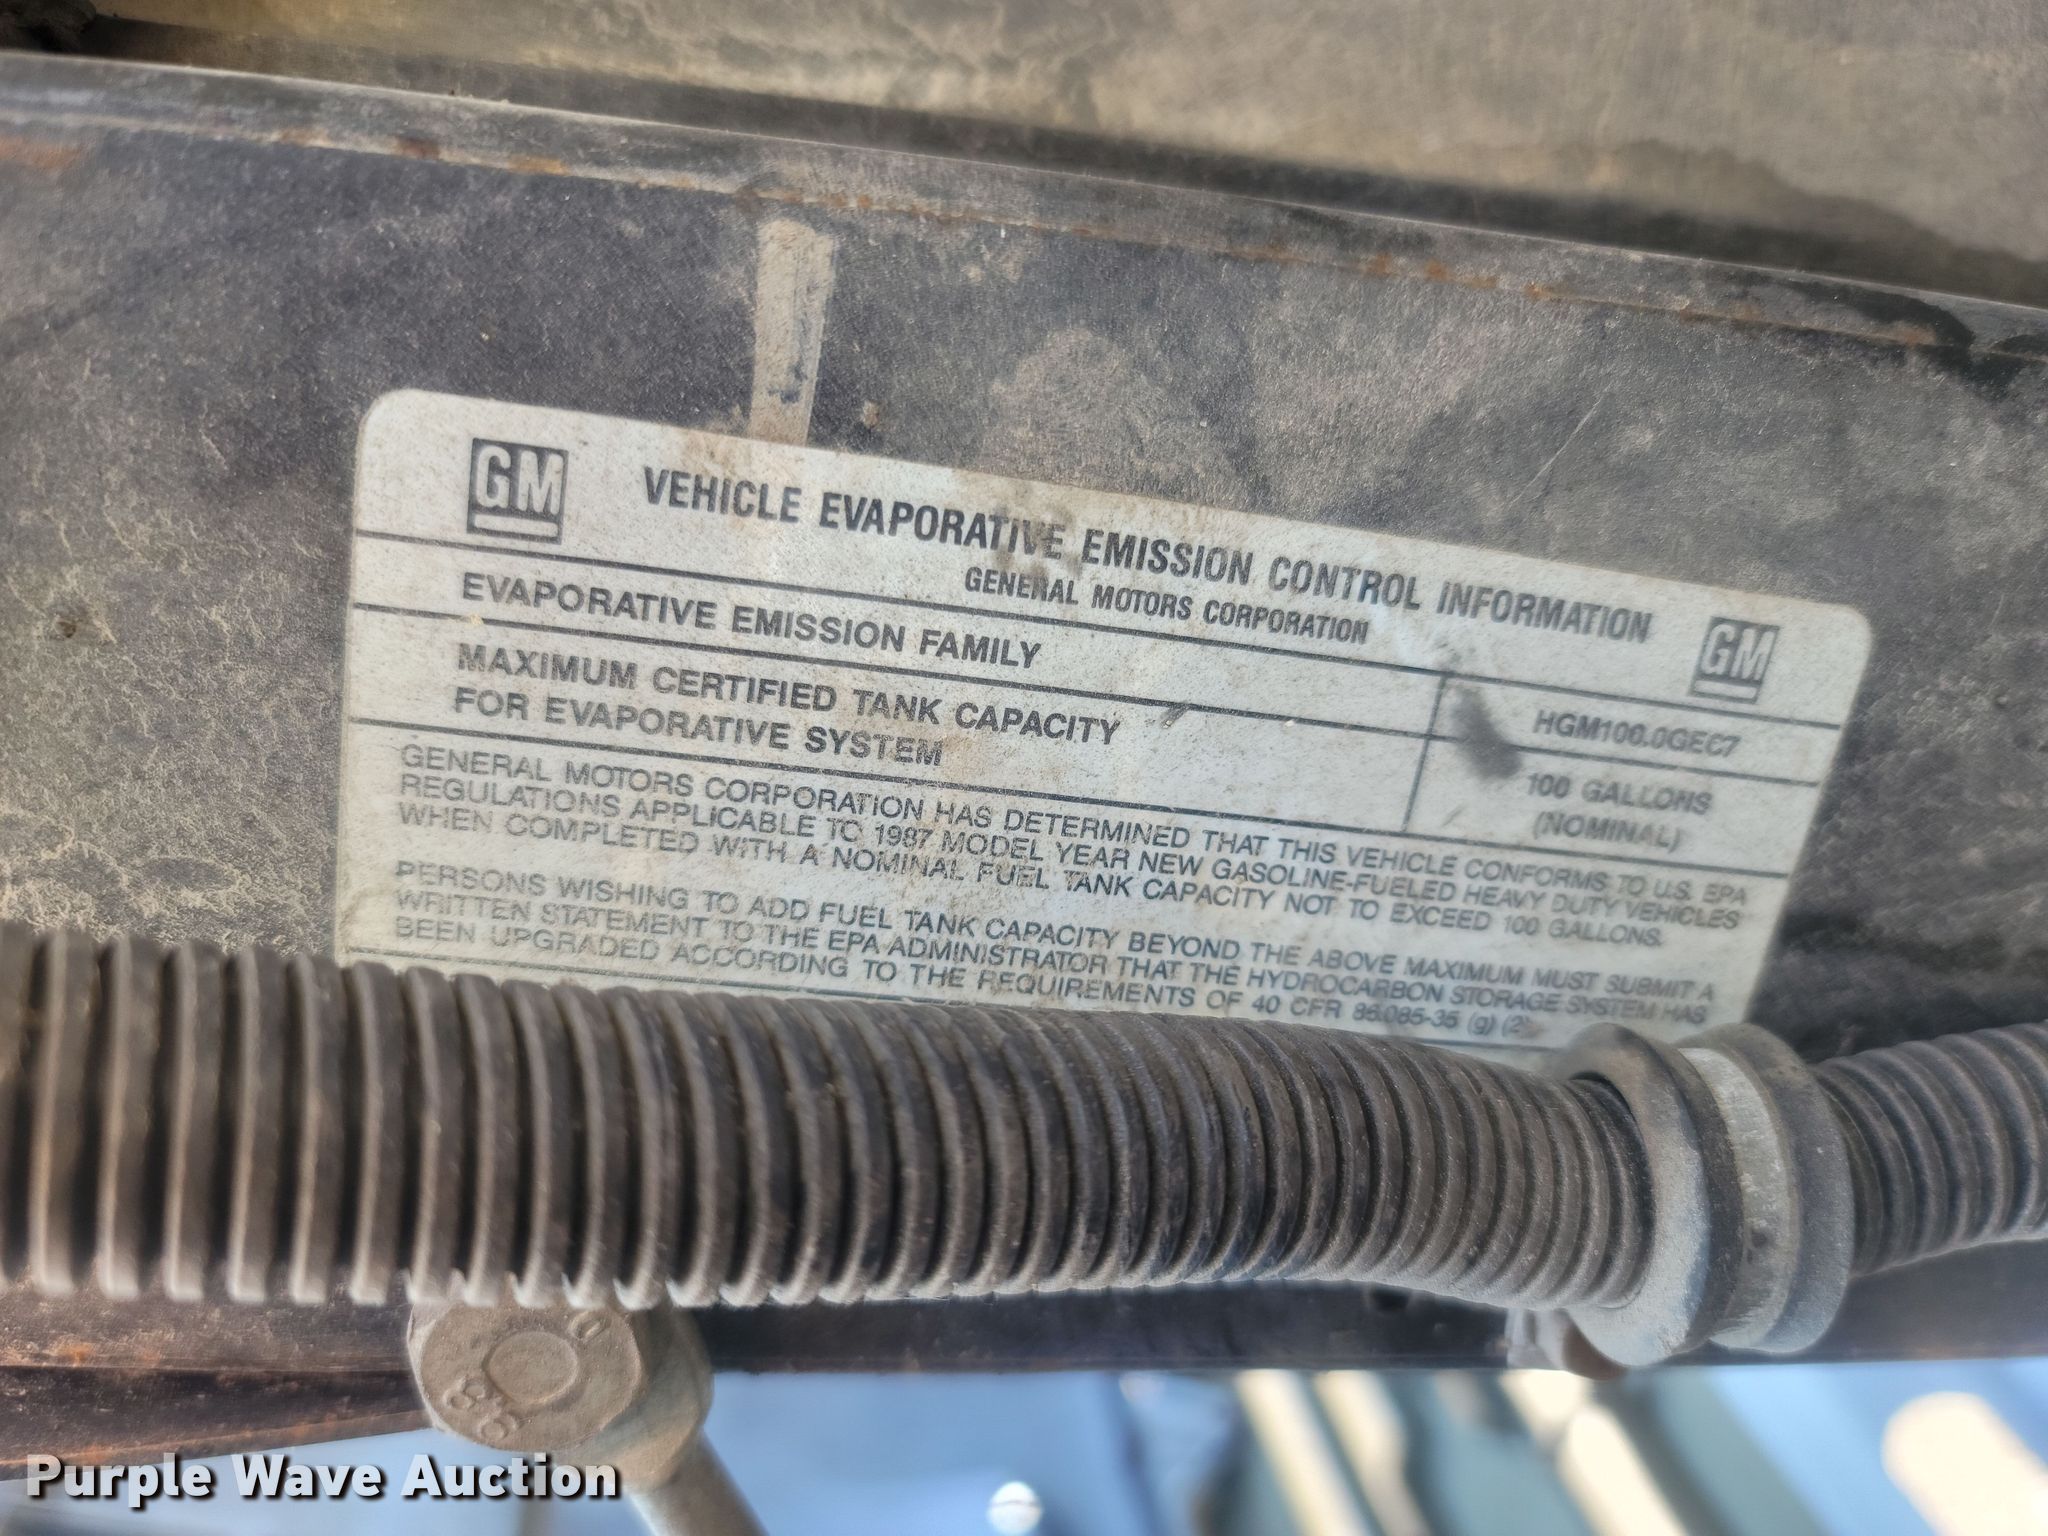 GM
VEHICLE EVAPORATIVE EMISSION CONTROL INFORMATION
GENERAL MOTORS CORPORATION
GM
EVAPORATIVE EMISSION FAMILY
HGM100.0GEC7
MAXIMUM CERTIFIED TANK CAPACITY
FOR EVAPORATIVE SYSTEM
100 GALLONS
(NOMINAL)
GENERAL MOTORS CORPORATION HAS DETERMINED THAT THIS VEHICLE CONFORMS TO U.S. EPA
REGULATIONS APPLICABLE TO 1987 MODEL YEAR NEW GASOLINE-FUELED HEAVY DUTY VEHICLES
WHEN COMPLETED WITH A NOMINAL FUEL TANK CAPACITY NOT TO EXCEED 100 GALLONS.
PERSONS WISHING TO ADD FUEL TANK CAPACITY BEYOND THE ABOVE MAXIMUM MUST SUBMIT A
WRITTEN STATEMENT TO THE EPA ADMINISTRATOR THAT THE HYDROCARBON STORAGE SYSTEM HAS
BEEN UPGRADED ACCORDING TO THE REQUIREMENTS OF 40 CFR 86.085-35 (g) (2)
Purple Wave Auction